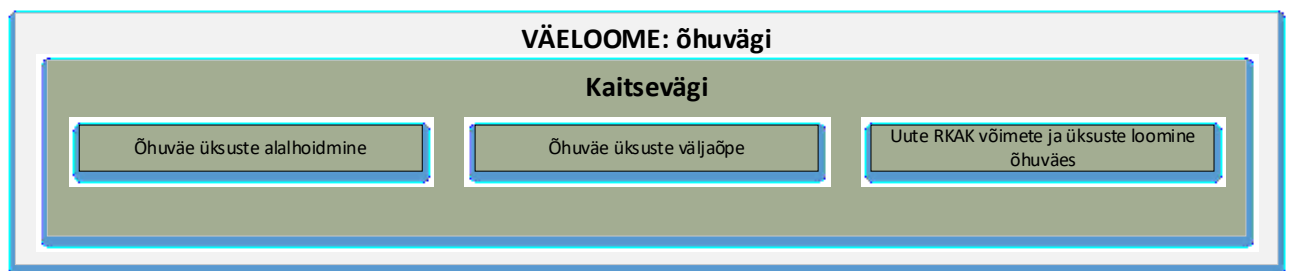 VÄELOOME: õhuvägi
Kaitsevägi
Õhuväe üksuste alalhoidmine
Õhuväe üksuste väljaõpe
Uute RKAK võimete ja üksuste loomine
õhuväes